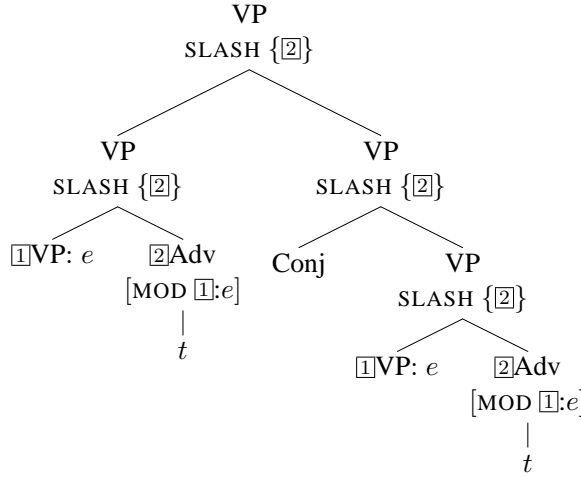 VP
SLASH {2}
VP VP
SLASH {2} SLASH {2}
1VP: e 2Adv Conj VP
[MOD 1:e] SLASH {2}
t 1VP: e 2Adv
[MOD 1:e]
t